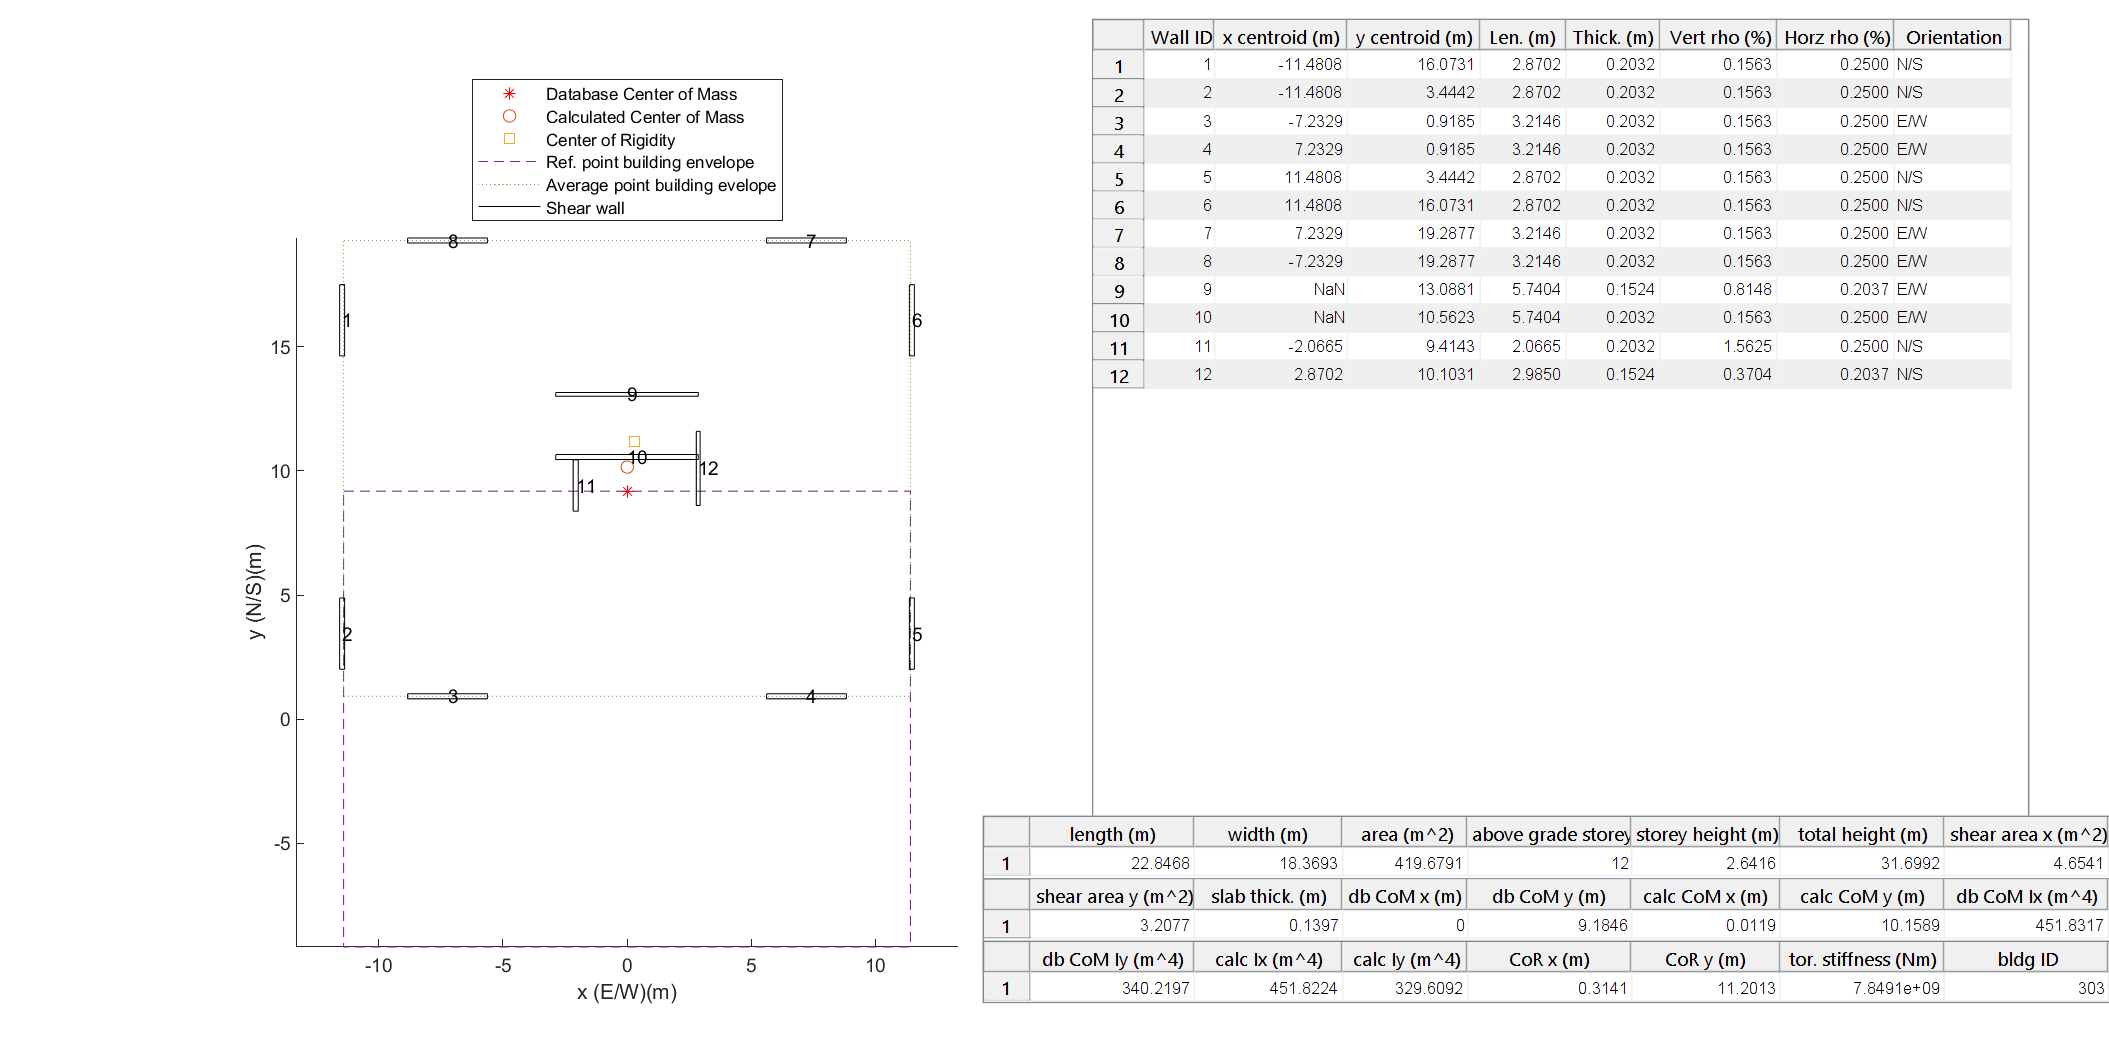 Database Center of Mass
Calculated Center of Mass
Center of Rigidity
Ref. point building envelope
Average point building evelope
Shear wall
8
7
1
6
9
10
12
11
2
5
3
4
15
10
5
0
-5
y (N/S)(m)
-10
-5
0
5
10
x (E/W)(m)
Wall ID x centroid (m) y centroid (m) Len. (m) Thick. (m) Vert rho (%) Horz rho (%) Orientation
1 1 -11.4808 16.0731 2.8702 0.2032 0.1563 0.2500 N/S
2 2 -11.4808 3.4442 2.8702 0.2032 0.1563 0.2500 N/S
3 3 -7.2329 0.9185 3.2146 0.2032 0.1563 0.2500 E/W
4 4 7.2329 0.9185 3.2146 0.2032 0.1563 0.2500 E/W
5 5 11.4808 3.4442 2.8702 0.2032 0.1563 0.2500 N/S
6 6 11.4808 16.0731 2.8702 0.2032 0.1563 0.2500 N/S
7 7 7.2329 19.2877 3.2146 0.2032 0.1563 0.2500 E/W
8 8 -7.2329 19.2877 3.2146 0.2032 0.1563 0.2500 E/W
9 9 NaN 13.0881 5.7404 0.1524 0.8148 0.2037 E/W
10 10 NaN 10.5623 5.7404 0.2032 0.1563 0.2500 E/W
11 11 -2.0665 9.4143 2.0665 0.2032 1.5625 0.2500 N/S
12 12 2.8702 10.1031 2.9850 0.1524 0.3704 0.2037 N/S
length (m) width (m) area (m^2) above grade storey storey height (m) total height (m) shear area x (m^2)
1 22.8468 18.3693 419.6791 12 2.6416 31.6992 4.6541
shear area y (m^2) slab thick. (m) db CoM x (m) db CoM y (m) calc CoM x (m) calc CoM y (m) db CoM Ix (m^4)
1 3.2077 0.1397 0 9.1846 0.0119 10.1589 451.8317
db CoM Iy (m^4) calc Ix (m^4) calc Iy (m^4) CoR x (m) CoR y (m) tor. stiffness (Nm) bldg ID
1 340.2197 451.8224 329.6092 0.3141 11.2013 7.8491e+09 303